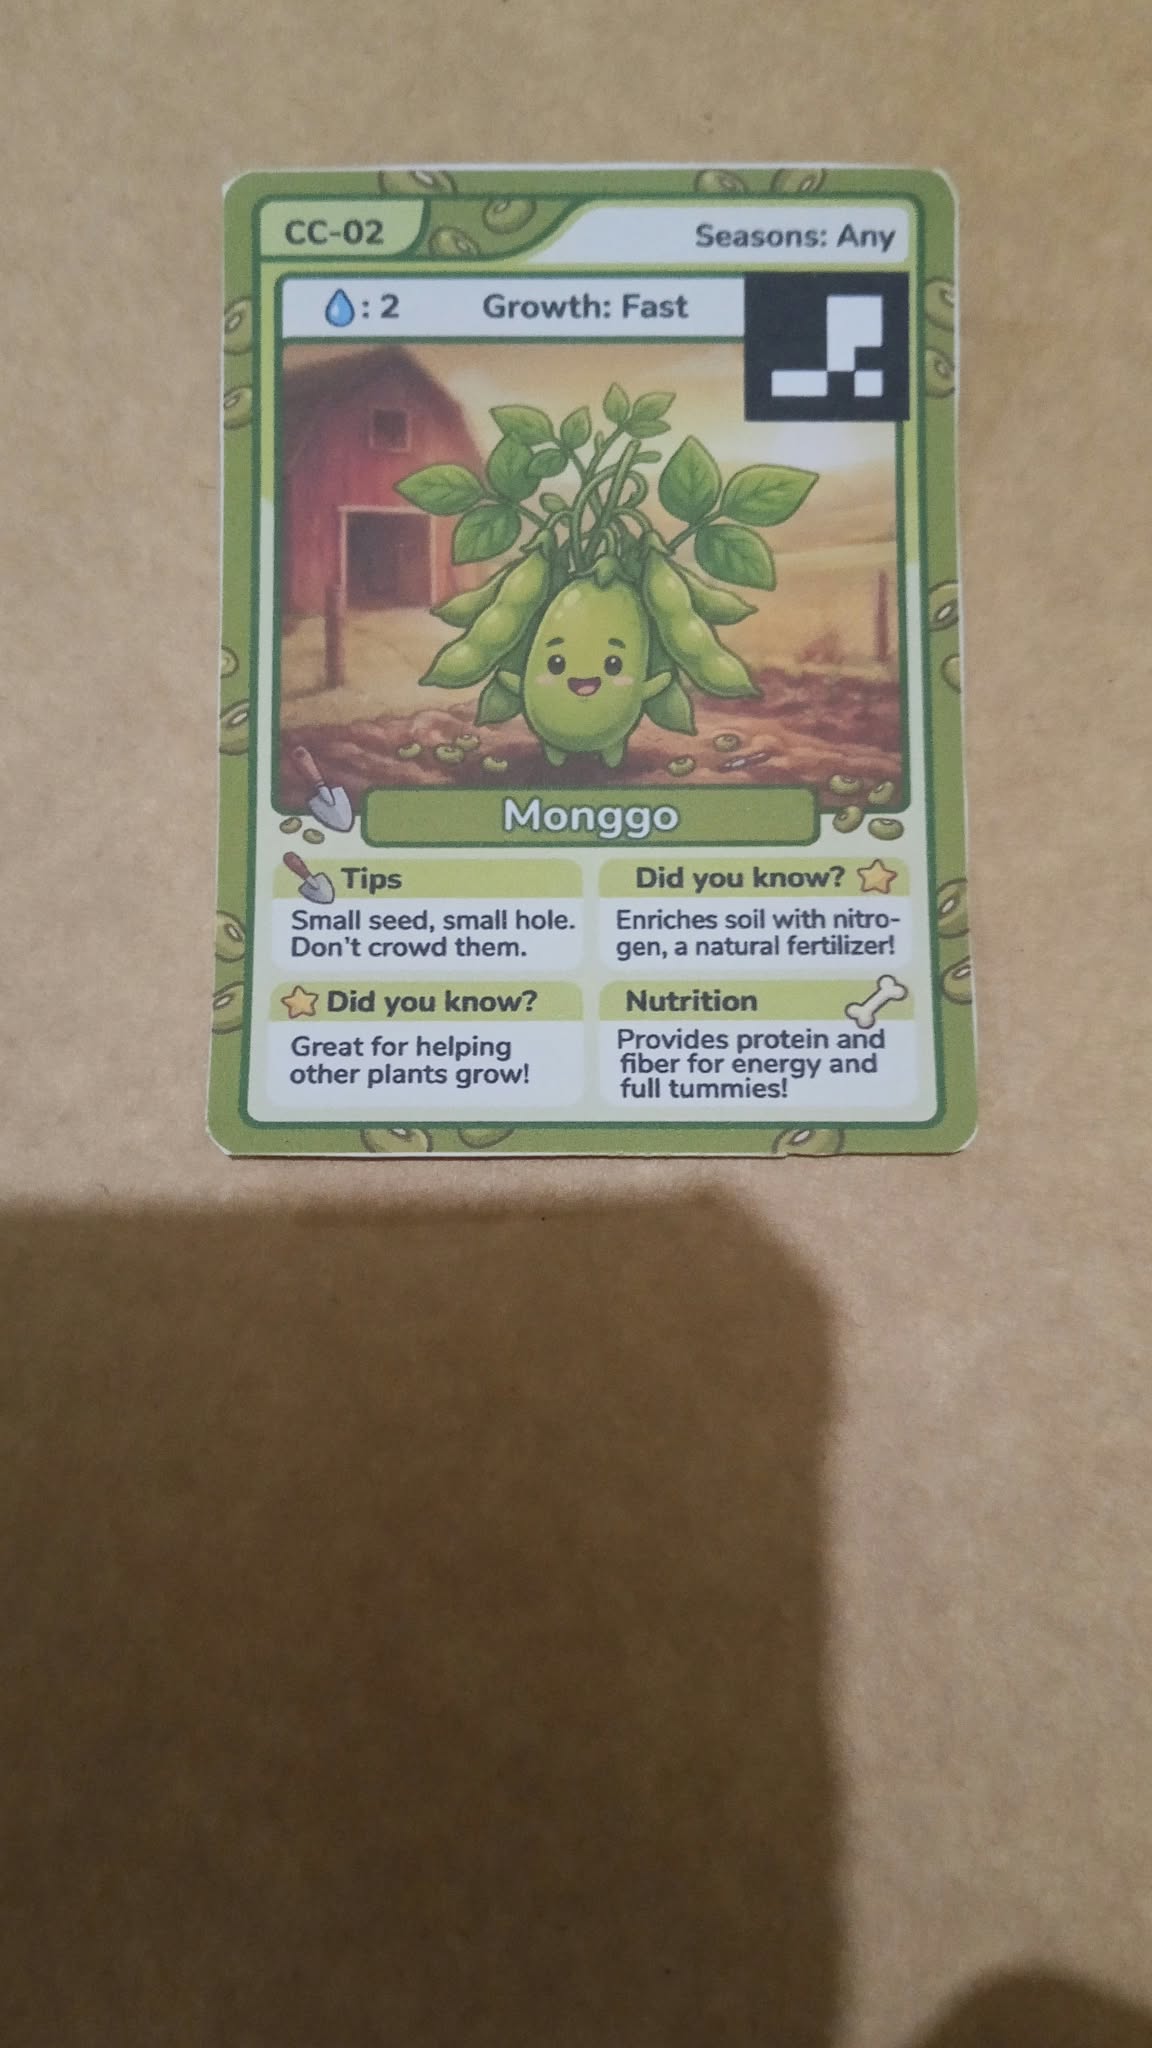 CC-02
Seasons: Any
: 2
Growth: Fast
Monggo
Tips
Small seed, small hole.
Don't crowd them.
Did you know?
Enriches soil with nitro-
gen, a natural fertilizer!
Did you know?
Great for helping
other plants grow!
Nutrition
Provides protein and
fiber for energy and
full tummies!